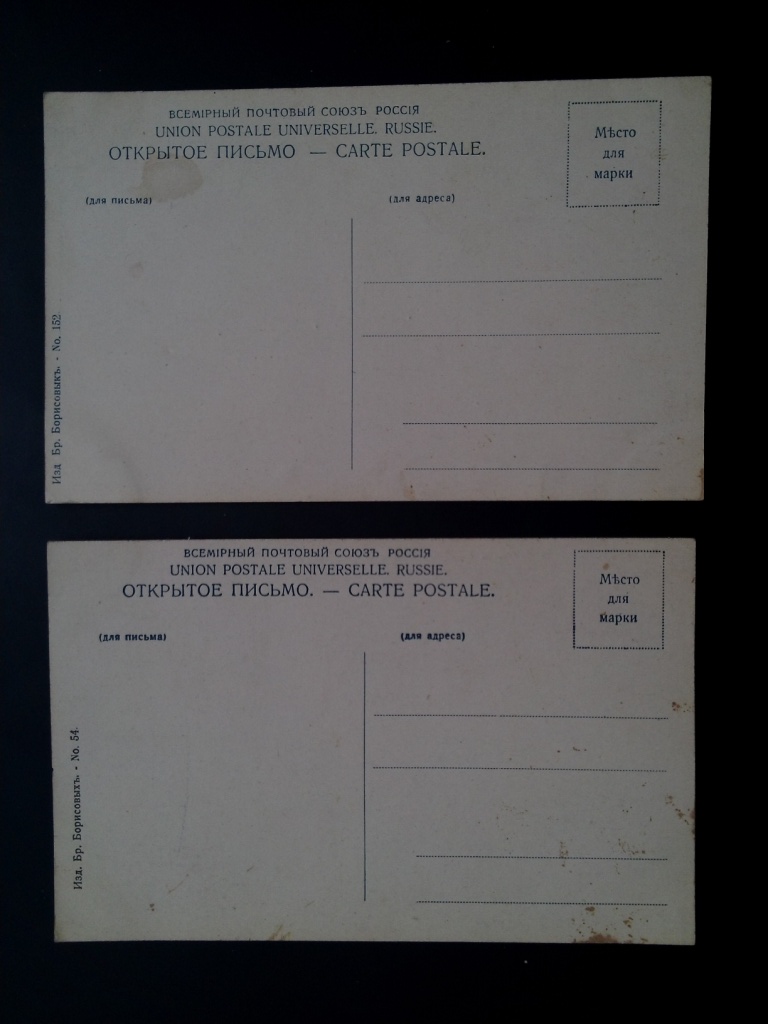 ВСЕМІРНЫЙ ПОЧТОВЫЙ СОЮЗЪ РОССІЯ
UNION POSTALE UNIVERSELLE. RUSSIE.
ОТКРЫТОЕ ПИСЬМО — CARTE POSTALE.
Мѣсто
для
марки
(для письма)
(для адреса)
Изд Бр. Борисовыхъ. - No. 152
ВСЕМІРНЫЙ ПОЧТОВЫЙ СОЮЗЪ РОССІЯ
UNION POSTALE UNIVERSELLE. RUSSIE.
ОТКРЫТОЕ ПИСЬМО. — CARTE POSTALE.
Мѣсто
для
марки
(для письма)
(для адреса)
Изд. Бр. Борисовыхъ. - No. 54.